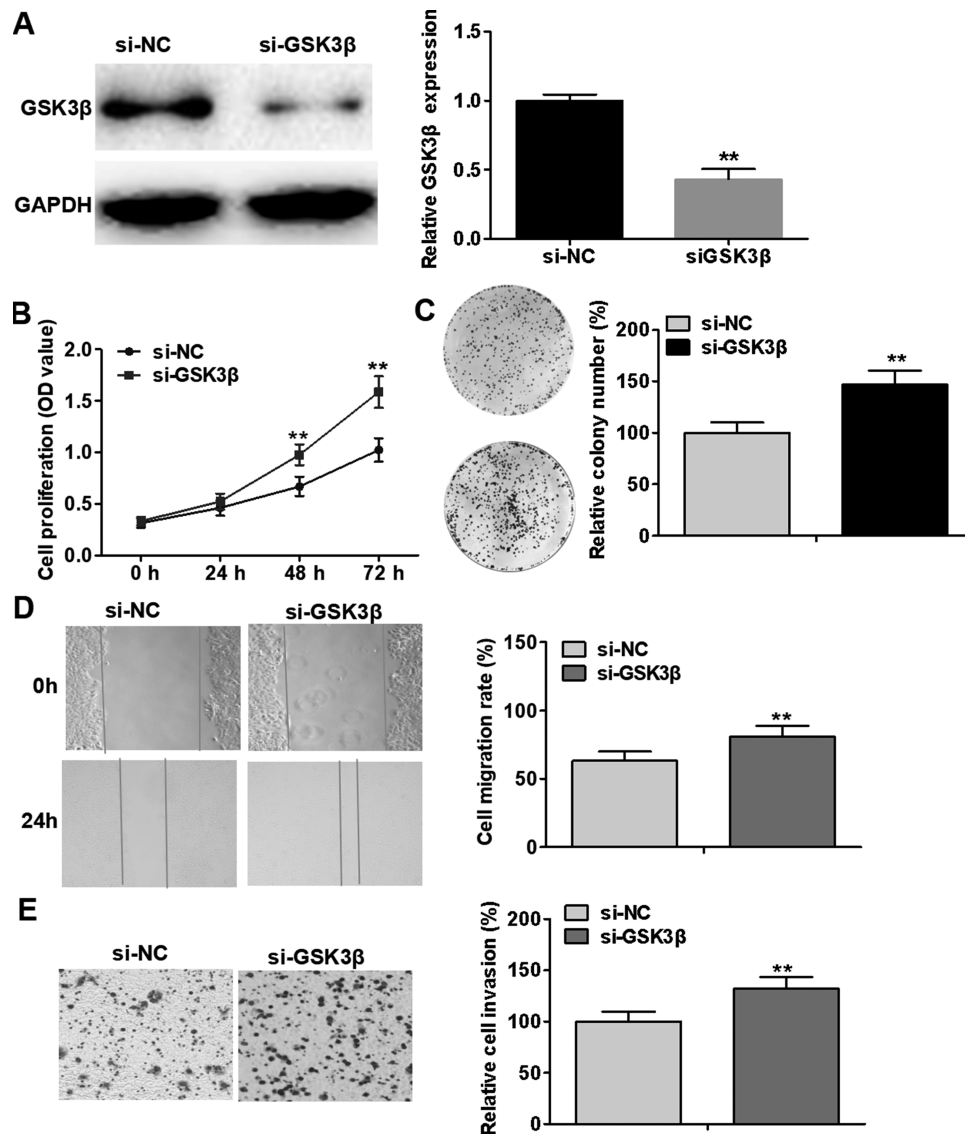 A
si-NC si-GSK3β
GSK3β
GAPDH
Relative GSK3β expression
1.5
1.0
0.5
0.0
**
si-NC siGSK3β
B
Cell proliferation (OD value)
2.0
1.5
1.0
0.5
0.0
si-NC
si-GSK3β
**
**
0 h 24 h 48 h 72 h
C
Relative colony number (%)
200
150
100
50
0
si-NC
si-GSK3β
**
D
si-NC si-GSK3β
0h
24h
Cell migration rate (%)
150
100
50
0
si-NC
si-GSK3β
**
E
si-NC si-GSK3β
Relative cell invasion (%)
200
150
100
50
0
si-NC
si-GSK3β
**